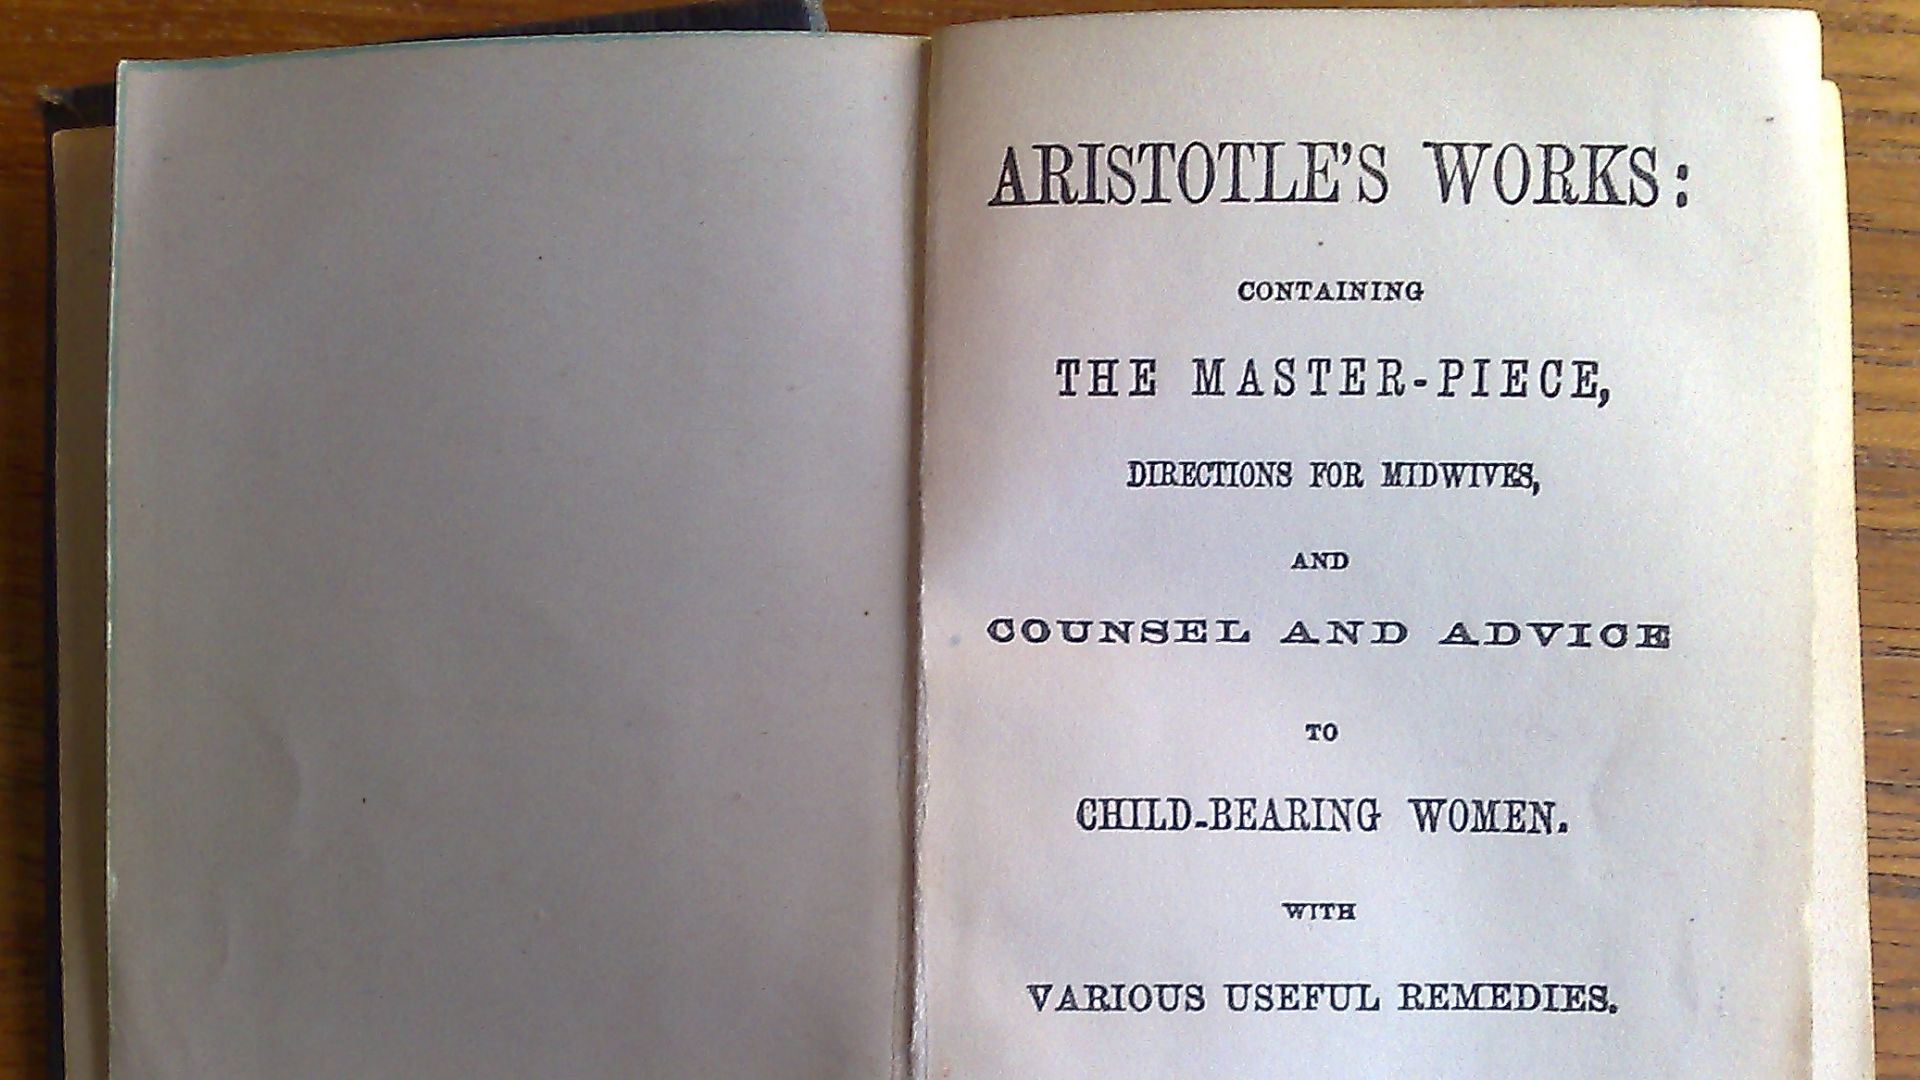 ARISTOTLE'S WORKS:
CONTAINING
THE MASTER-PIECE,
DIRECTIONS FOR MIDWIVES,
AND
COUNSEL AND ADVICE
TO
CHILD-BEARING WOMEN.
WITH
VARIOUS USEFUL REMEDIES.